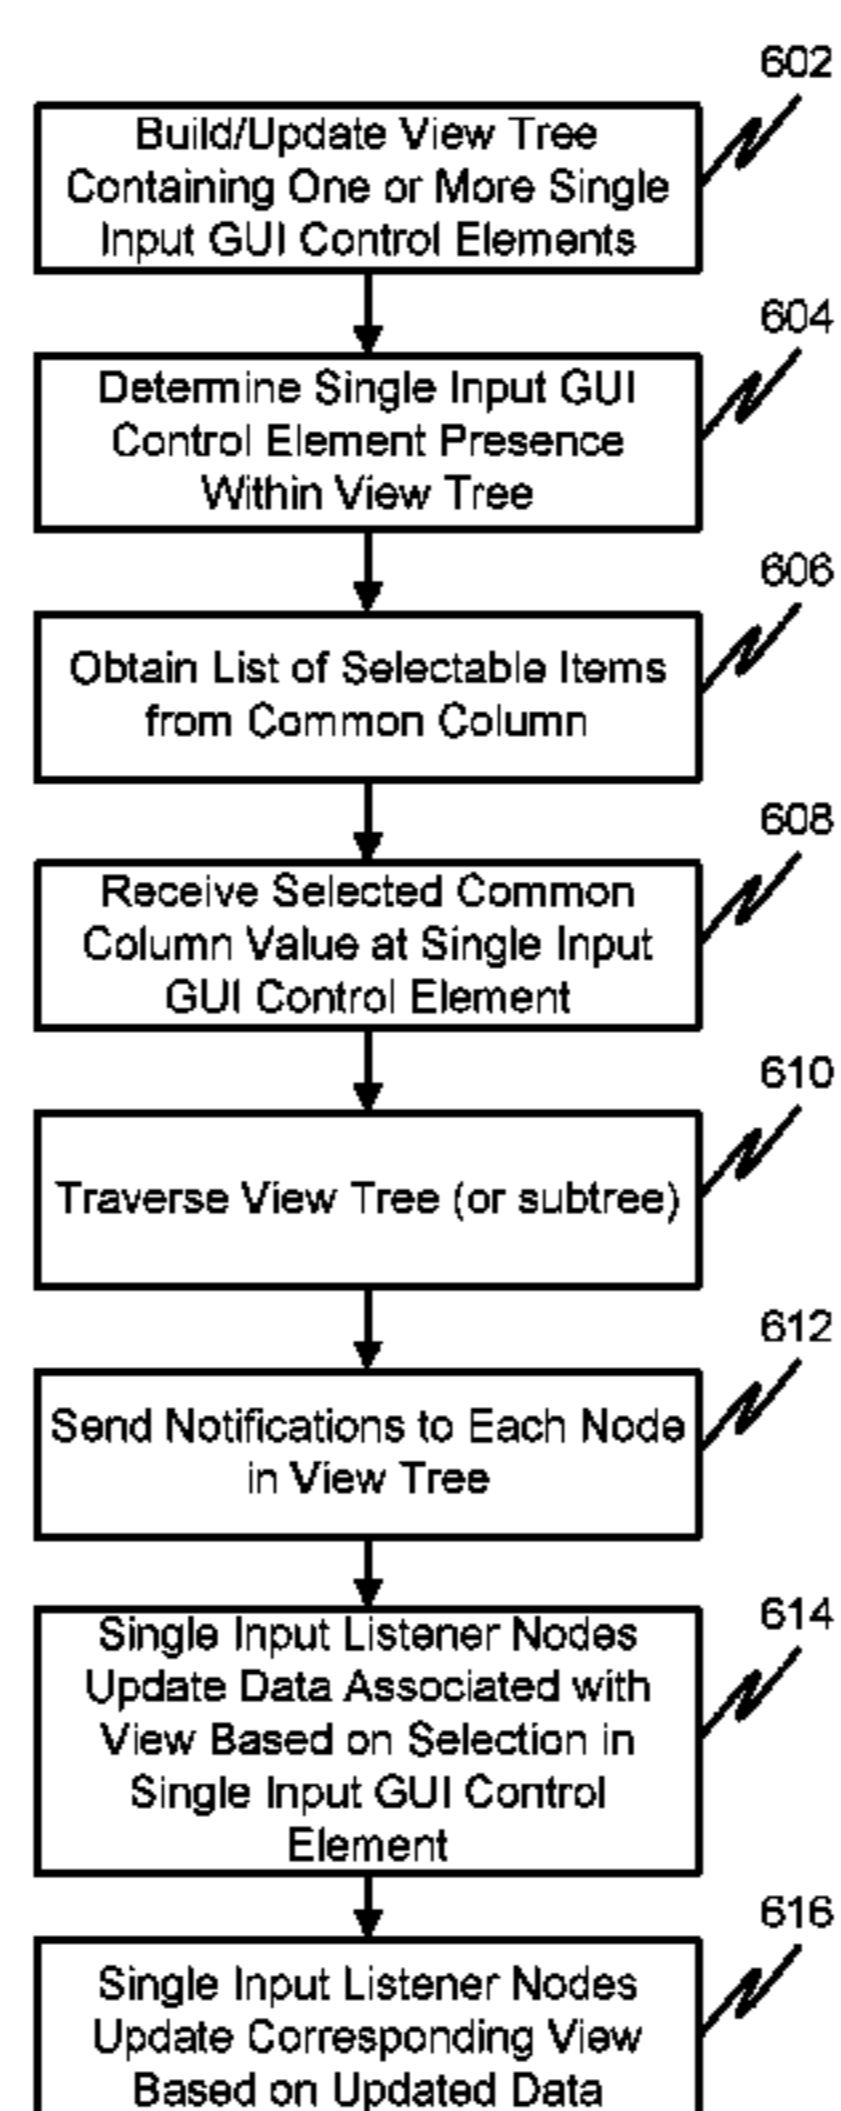 602
Build/Update View Tree
Containing One or More Single
Input GUI Control Elements
604
Determine Single Input GUI
Control Element Presence
Within View Tree
606
Obtain List of Selectable Items
from Common Column
608
Receive Selected Common
Column Value at Single Input
GUI Control Element
610
Traverse View Tree (or subtree)
612
Send Notifications to Each Node
in View Tree
614
Single Input Listener Nodes
Update Data Associated with
View Based on Selection in
Single Input GUI Control
Element
616
Single Input Listener Nodes
Update Corresponding View
Based on Updated Data